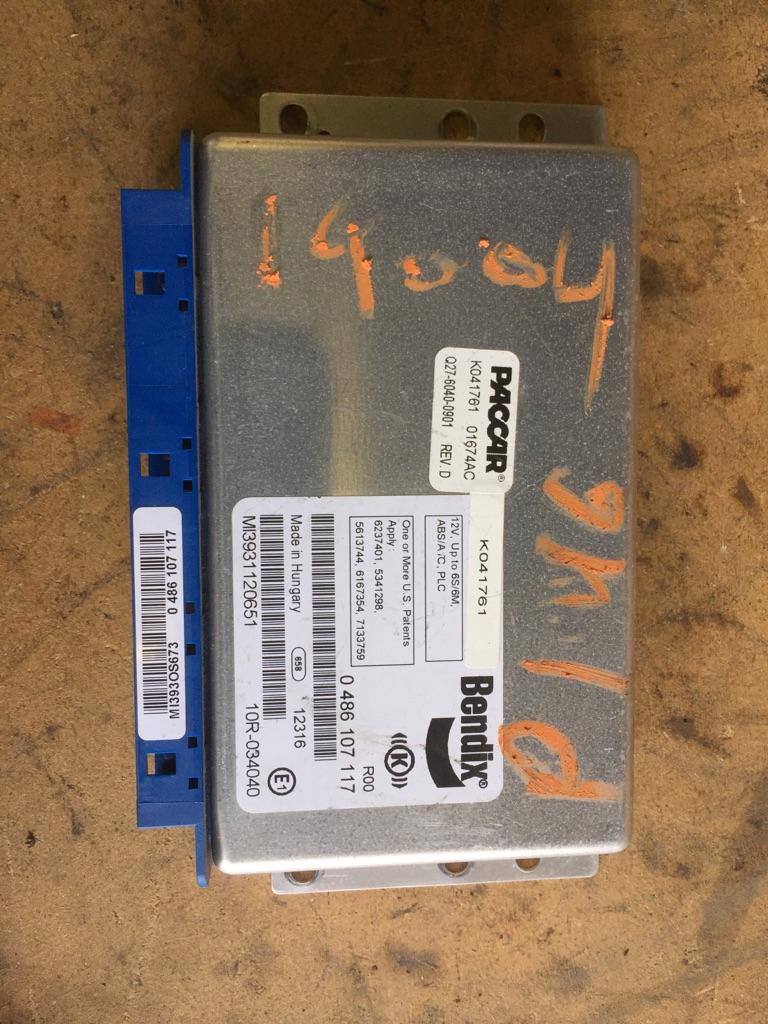 PACCAR®
K041761 01674AC
Q27-6040-0901 REV. D
K041761
12V, Up to 6S/6M,
ABS/A,C, PLC
One or More U.S. Patents
Apply:
6237401, 5341298,
5613744, 6167354, 7133759
Bendix®
((K))
R00
0 486 107 117
Made in Hungary 658 12316
E1
MI3931120651 10R-034040
0 486 107 117
MI393OS673